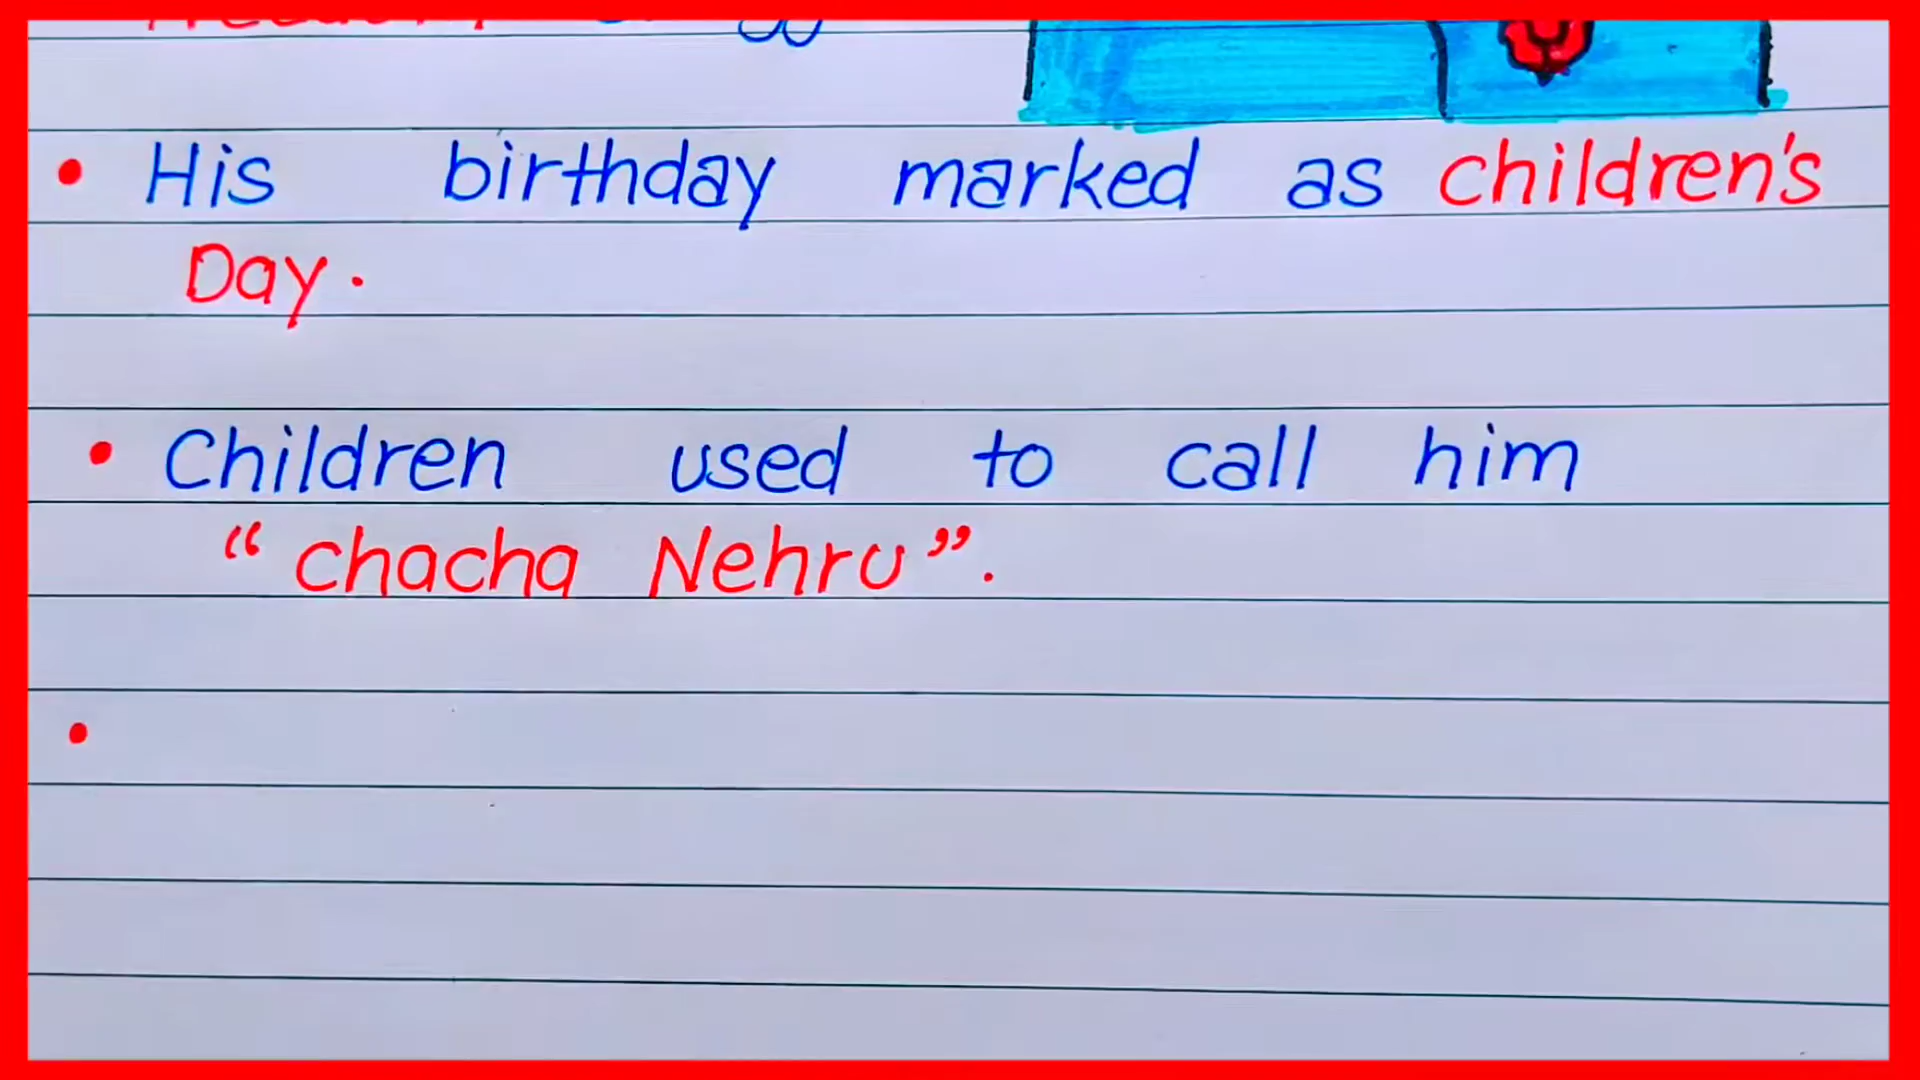 • His birthday marked as children's
Day.
• Children used to call him
“chacha Nehru”.
•